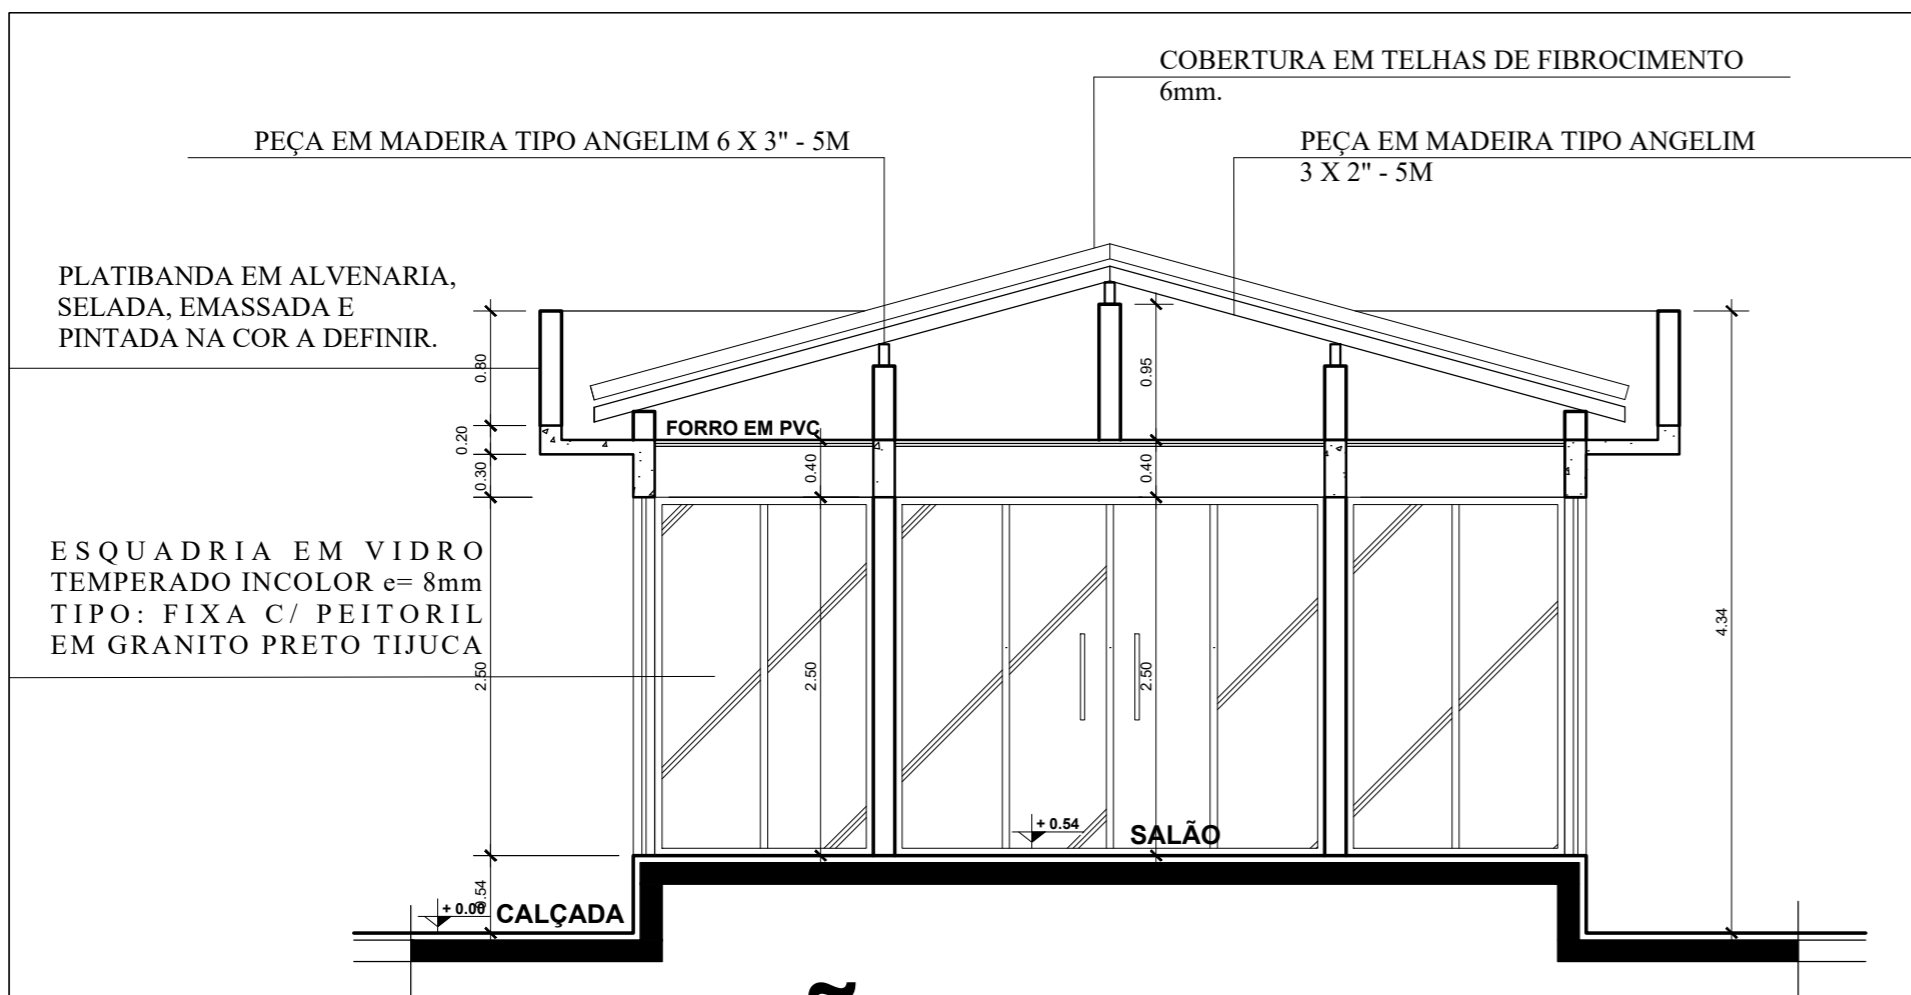 COBERTURA EM TELHAS DE FIBROCIMENTO
6mm.
PEÇA EM MADEIRA TIPO ANGELIM 6 X 3" - 5M
PEÇA EM MADEIRA TIPO ANGELIM
3 X 2" - 5M
PLATIBANDA EM ALVENARIA,
SELADA, EMASSADA E
PINTADA NA COR A DEFINIR.
0.80
0.95
FORRO EM PVC
0.20
0.30
0.40
0.40
ESQUADRIA EM VIDRO
TEMPERADO INCOLOR e= 8mm
TIPO: FIXA C/ PEITORIL
EM GRANITO PRETO TIJUCA
2.50
2.50
2.50
4.34
+ 0.54
SALÃO
0.54
+ 0.00
CALÇADA